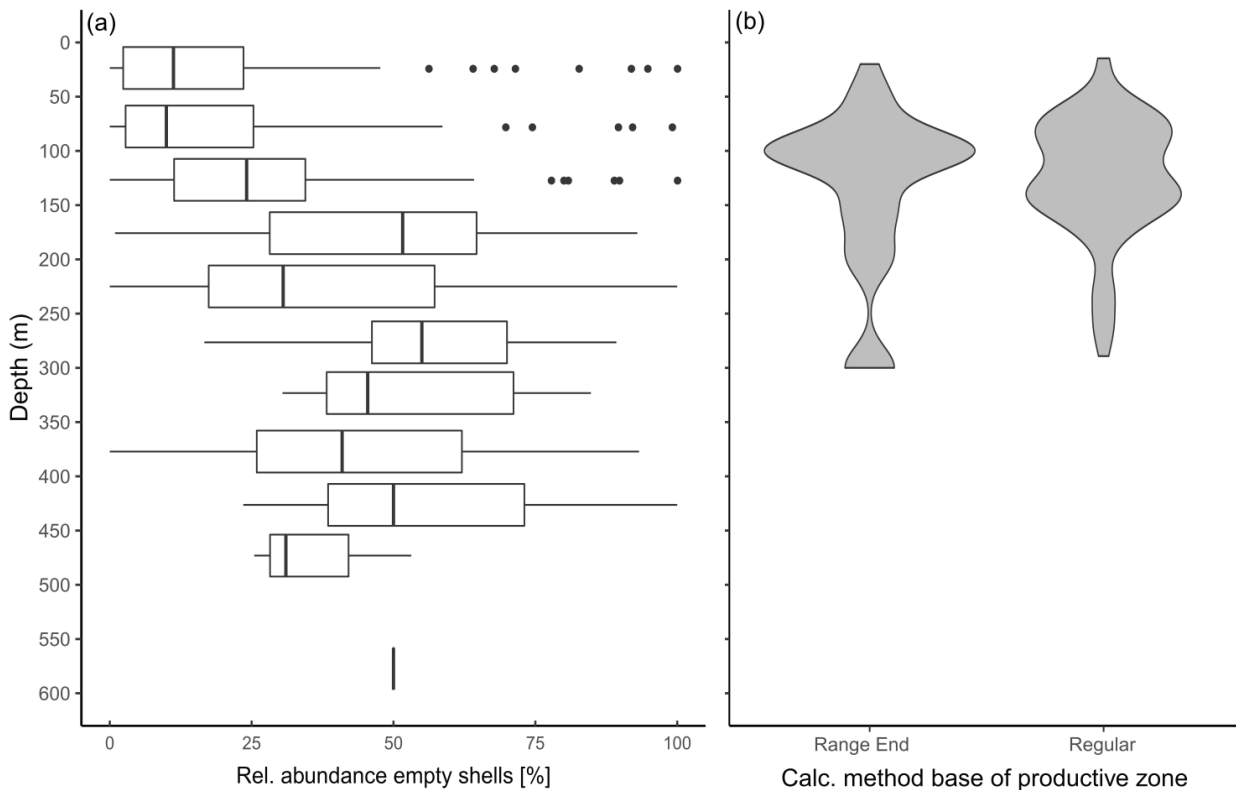 (a)
(b)
0
50
100
150
200
250
300
350
400
450
500
550
600
Depth (m)
0 25 50 75 100
Rel. abundance empty shells [%]
Range End Regular
Calc. method base of productive zone